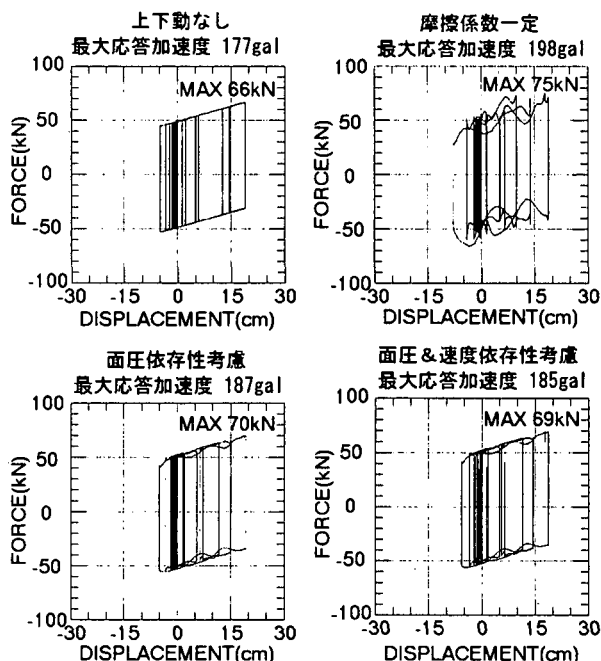 上下動なし
最大応答加速度 177gal
MAX 66kN
FORCE(kN)
100
50
0
-50
-100
-30 -15 0 15 30
DISPLACEMENT(cm)
摩擦係数一定
最大応答加速度 198gal
MAX 75kN
FORCE(kN)
100
50
0
-50
-100
-30 -15 0 15 30
DISPLACEMENT(cm)
面圧依存性考慮
最大応答加速度 187gal
MAX 70kN
FORCE(kN)
100
50
0
-50
-100
-30 -15 0 15 30
DISPLACEMENT(cm)
面圧&速度依存性考慮
最大応答加速度 185gal
MAX 69kN
FORCE(kN)
100
50
0
-50
-100
-30 -15 0 15 30
DISPLACEMENT(cm)